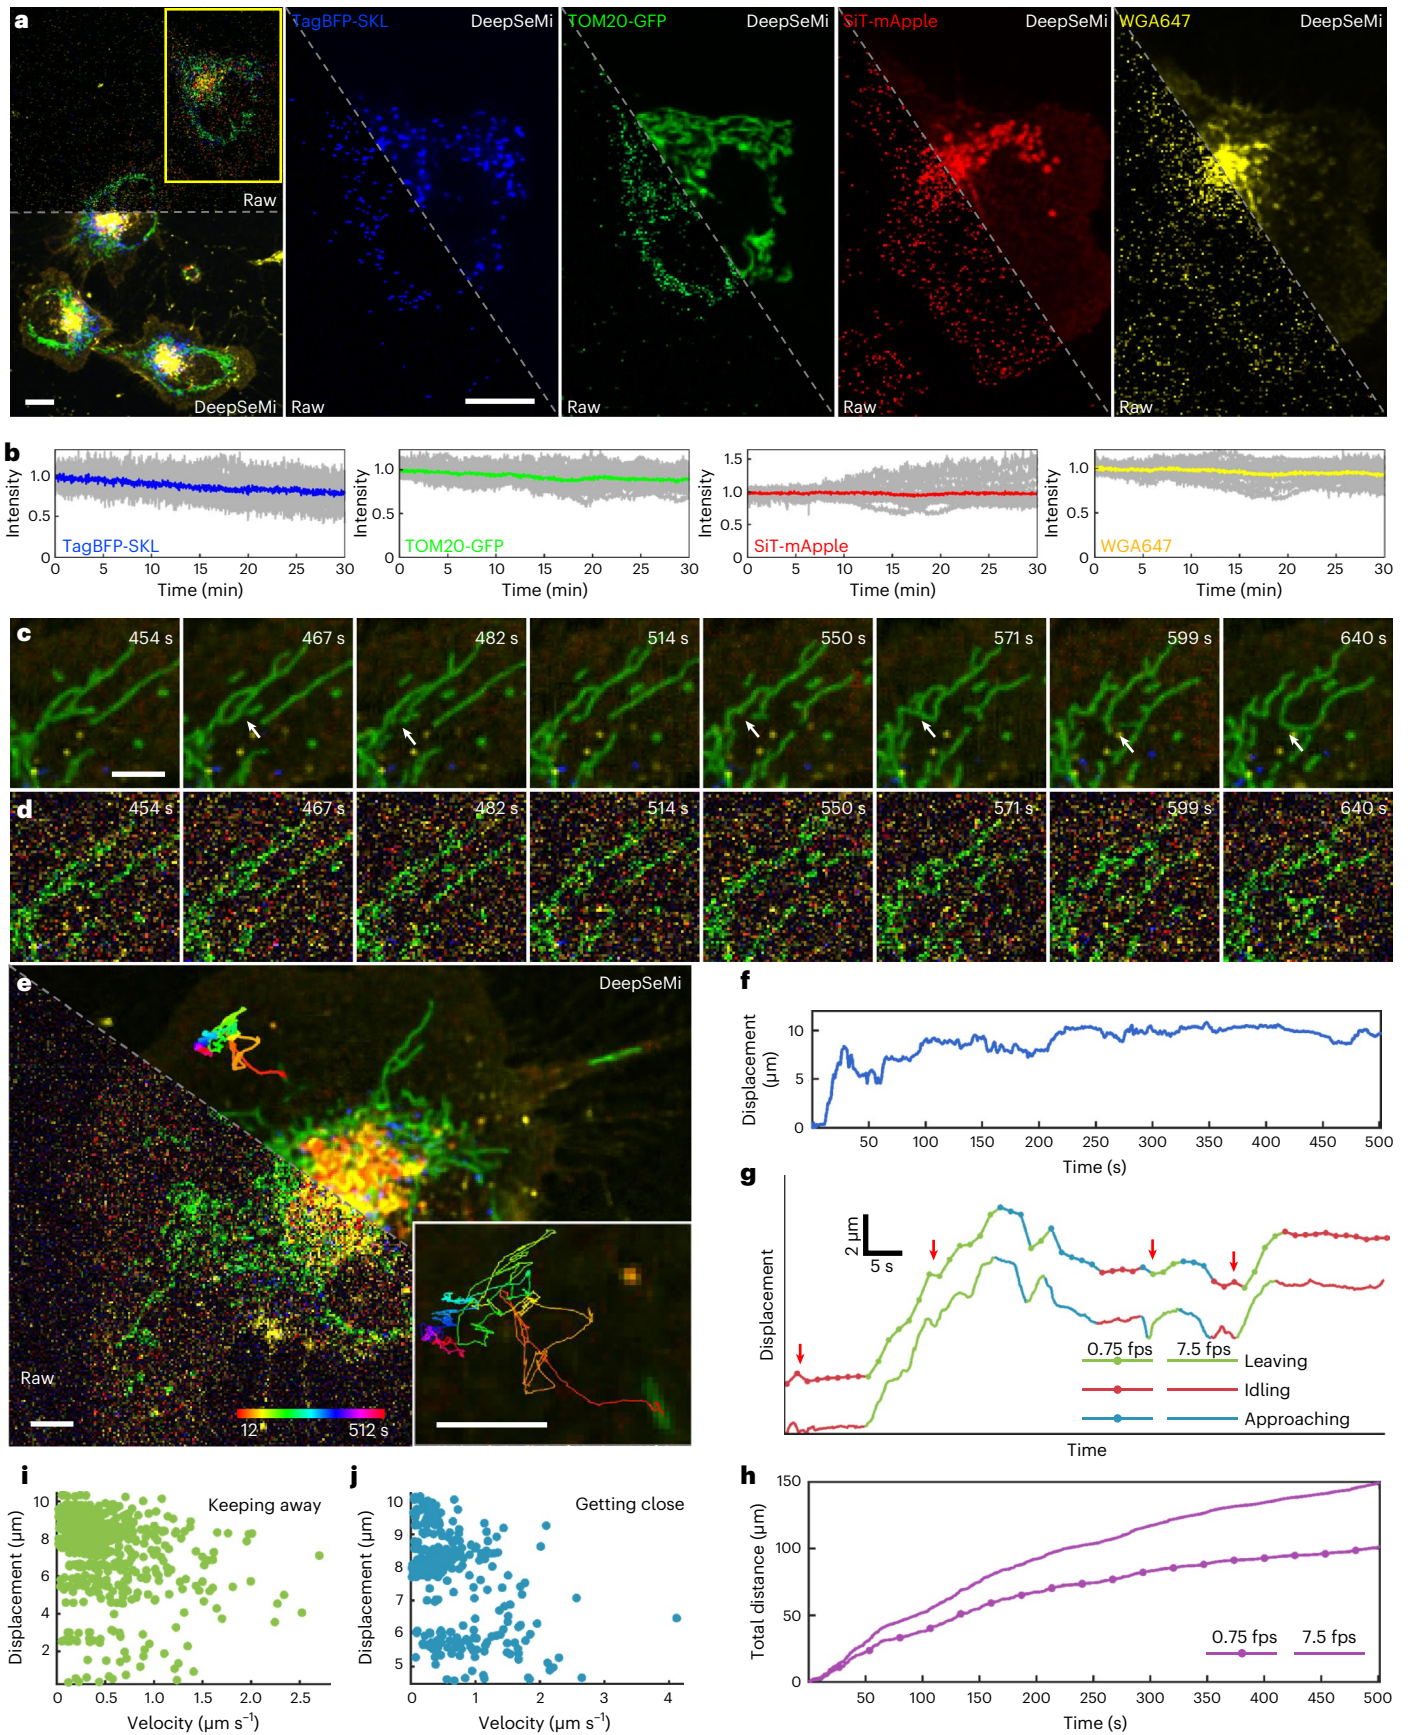 a
Raw
DeepSeMi
TagBFP-SKL
DeepSeMi
Raw
TOM20-GFP
DeepSeMi
Raw
SiT-mApple
DeepSeMi
Raw
WGA647
DeepSeMi
Raw
b
Intensity
1.0
0.5
0
TagBFP-SKL
0 5 10 15 20 25 30
Time (min)
Intensity
1.0
0.5
0
TOM20-GFP
0 5 10 15 20 25 30
Time (min)
Intensity
1.5
1.0
0.5
0
SiT-mApple
0 5 10 15 20 25 30
Time (min)
Intensity
1.0
0.5
0
WGA647
0 5 10 15 20 25 30
Time (min)
c
454 s 467 s 482 s 514 s 550 s 571 s 599 s 640 s
d
454 s 467 s 482 s 514 s 550 s 571 s 599 s 640 s
e
DeepSeMi
Raw
12 512 s
f
Displacement
(µm)
10
5
0
50 100 150 200 250 300 350 400 450 500
Time (s)
g
Displacement
2 µm
5 s
0.75 fps 7.5 fps
Leaving
Idling
Approaching
Time
i
Displacement (µm)
10
8
6
4
2
Keeping away
0 0.5 1.0 1.5 2.0 2.5
Velocity (µm s⁻¹)
j
Displacement (µm)
10
9
8
7
6
5
Getting close
0 1 2 3 4
Velocity (µm s⁻¹)
h
Total distance (µm)
150
100
50
0
0.75 fps 7.5 fps
50 100 150 200 250 300 350 400 450 500
Time (s)